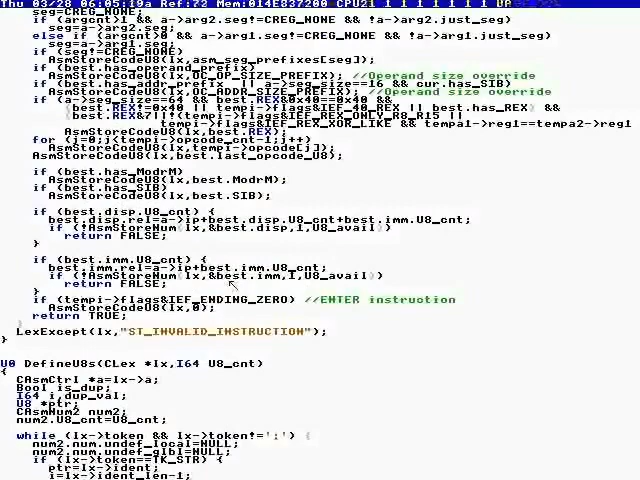 Thu 03/28 06:05:19a Ref:72 Mem:014E837200 CPU21 1 1 1 1 1 1
seg=CREG_NONE;
if (argcnt>1 && a->arg2.seg!=CREG_NONE && !a->arg2.just_seg)
seg=a->arg2.seg;
else if (argcnt>0 && a->arg1.seg!=CREG_NONE && !a->arg1.just_seg)
seg=a->arg1.seg;
if (seg!=CREG_NONE)
AsmStoreCodeU8(lx,asm_seg_prefixes[seg]);
if (best.has_operand_prefix)
AsmStoreCodeU8(lx,OC_OP_SIZE_PREFIX); //Operand size override
if (best.has_addr_prefix || a->seg_size==16 && cur.has_SIB)
AsmStoreCodeU8(lx,OC_ADDR_SIZE_PREFIX); //Operand size override
if (a->seg_size==64 && best.REX&0x40==0x40 &&
(best.REX!=0x40 || tempi->flags&IEF_40_REX || best.has_REX) &&
(best.REX&7||!(tempi->flags&IEF_REX_ONLY_R8_R15 ||
tempi->flags&IEF_REX_XOR_LIKE && tempa1->reg1==tempa2->reg1
AsmStoreCodeU8(lx,best.REX);
for (j=0;j<tempi->opcode_cnt-1;j++)
AsmStoreCodeU8(lx,tempi->opcode[j]);
AsmStoreCodeU8(lx,best.last_opcode_U8);
if (best.has_ModrM)
AsmStoreCodeU8(lx,best.ModrM);
if (best.has_SIB)
AsmStoreCodeU8(lx,best.SIB);
if (best.disp.U8_cnt) {
best.disp.rel=a->ip+best.disp.U8_cnt+best.imm.U8_cnt;
if (!AsmStoreNum(lx,&best.disp,1,U8_avail))
return FALSE;
}
if (best.imm.U8_cnt) {
best.imm.rel=a->ip+best.imm.U8_cnt;
if (!AsmStoreNum(lx,&best.imm,1,U8_avail))
return FALSE;
}
if (tempi->flags&IEF_ENDING_ZERO) //ENTER instruction
AsmStoreCodeU8(lx,0);
return TRUE;
}
LexExcept(lx,"ST_INVALID_INSTRUCTION");
}
U0 DefineU8s(CLex *lx,I64 U8_cnt)
{
CAsmCtrl *a=lx->a;
Bool is_dup;
I64 i,dup_val;
U8 *ptr;
CAsmNum2 num2;
num2.U8_cnt=U8_cnt;
while (lx->token && lx->token!=';') {
num2.num.undef_local=NULL;
num2.num.undef_glbl=NULL;
if (lx->token==TK_STR) {
ptr=lx->ident;
i=lx->ident_len-1;